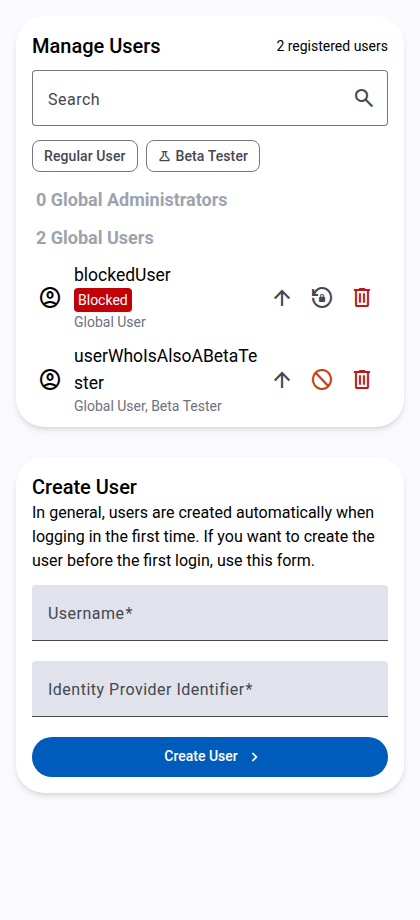 Manage Users
2 registered users
Search
Regular User
Beta Tester
0 Global Administrators
2 Global Users
blockedUser
Blocked
Global User
userWhoIsAlsoABetaTe
ster
Global User, Beta Tester
Create User
In general, users are created automatically when
logging in the first time. If you want to create the
user before the first login, use this form.
Username*
Identity Provider Identifier*
Create User